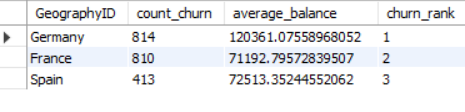 GeographyID count_churn average_balance churn_rank
Germany 814 120361.07558968052 1
France 810 71192.79572839507 2
Spain 413 72513.35244552062 3